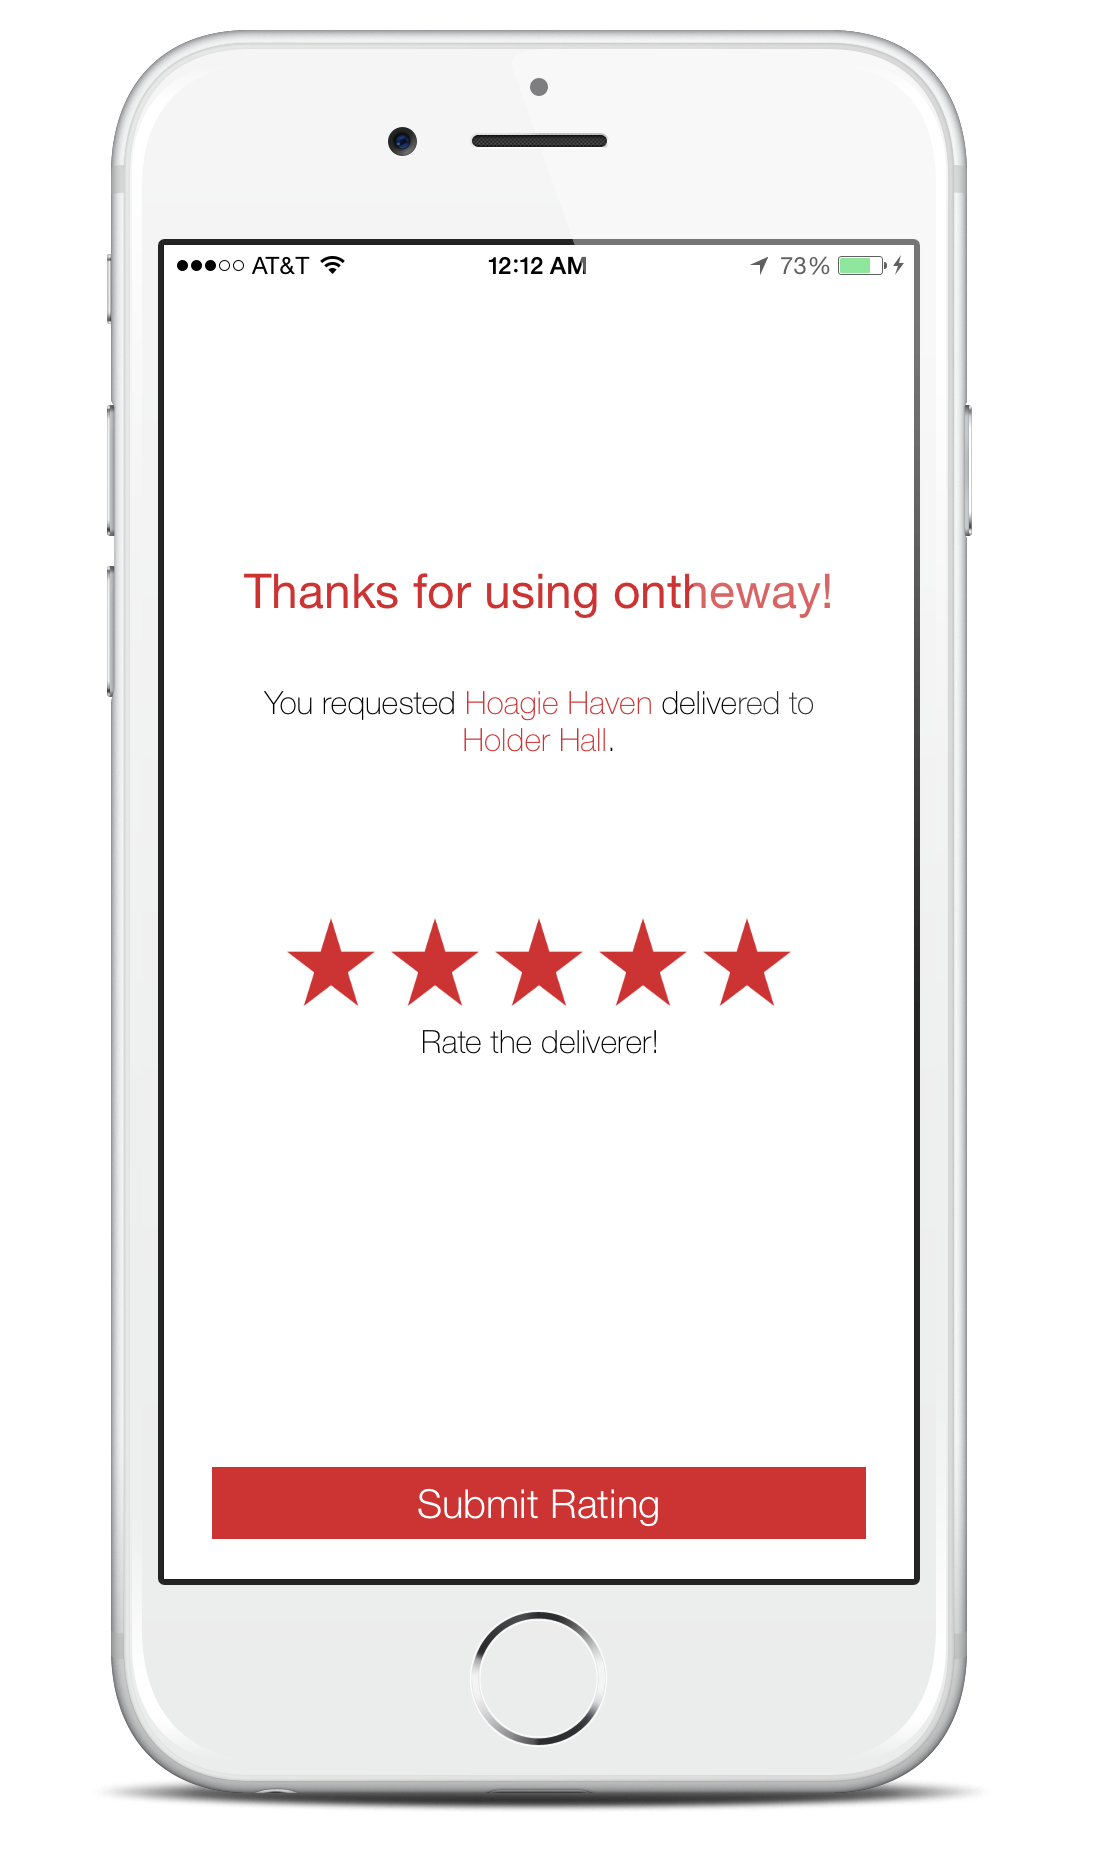 AT&T 12:12 AM 73%
Thanks for using ontheway!
You requested Hoagie Haven delivered to
Holder Hall.
Rate the deliverer!
Submit Rating